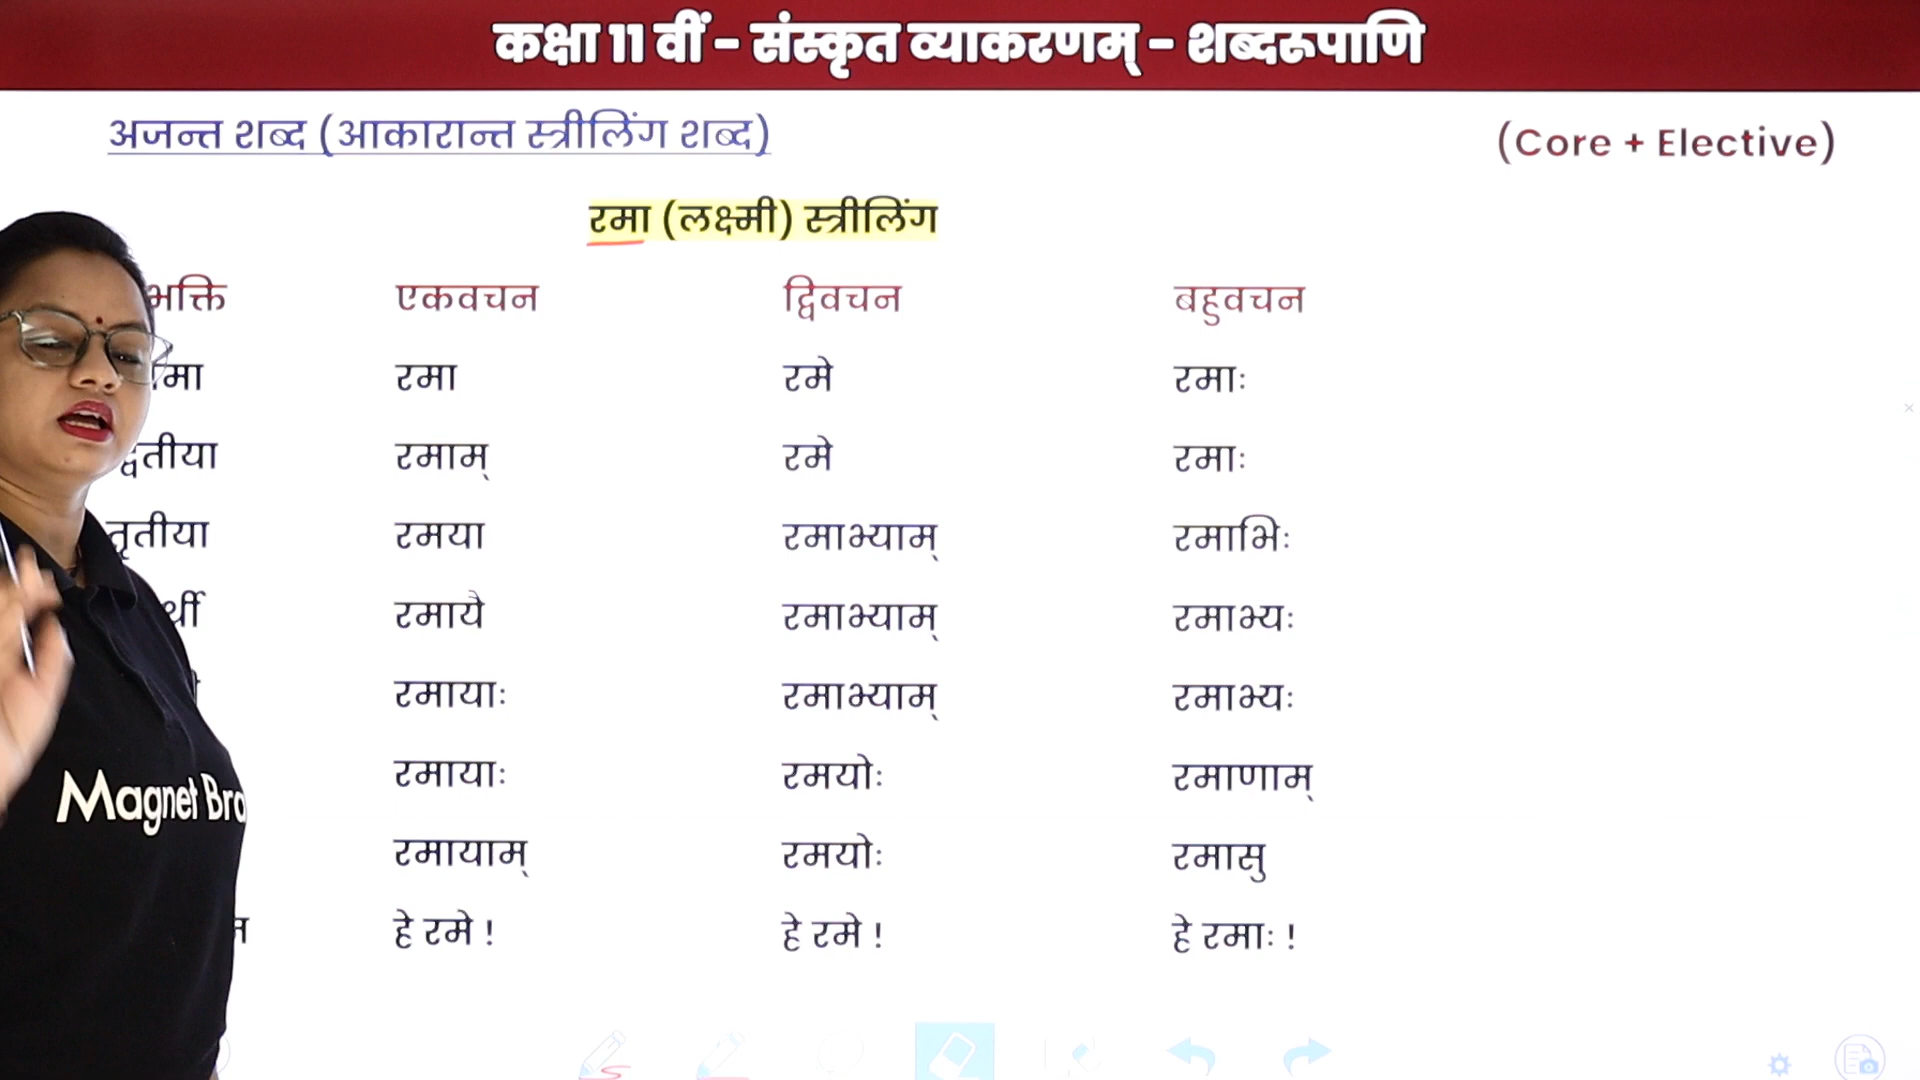 कक्षा 11 वीं - संस्कृत व्याकरणम् - शब्दरूपाणि
अजन्त शब्द (आकारान्त स्त्रीलिंग शब्द)
(Core + Elective)
रमा (लक्ष्मी) स्त्रीलिंग
एकवचन द्विवचन बहुवचन
रमा रमे रमाः
रमाम् रमे रमाः
तृतीया रमया रमाभ्याम् रमाभिः
रमायै रमाभ्याम् रमाभ्यः
रमायाः रमाभ्याम् रमाभ्यः
रमायाः रमयोः रमाणाम्
रमायाम् रमयोः रमासु
हे रमे ! हे रमे ! हे रमाः !
Magnet